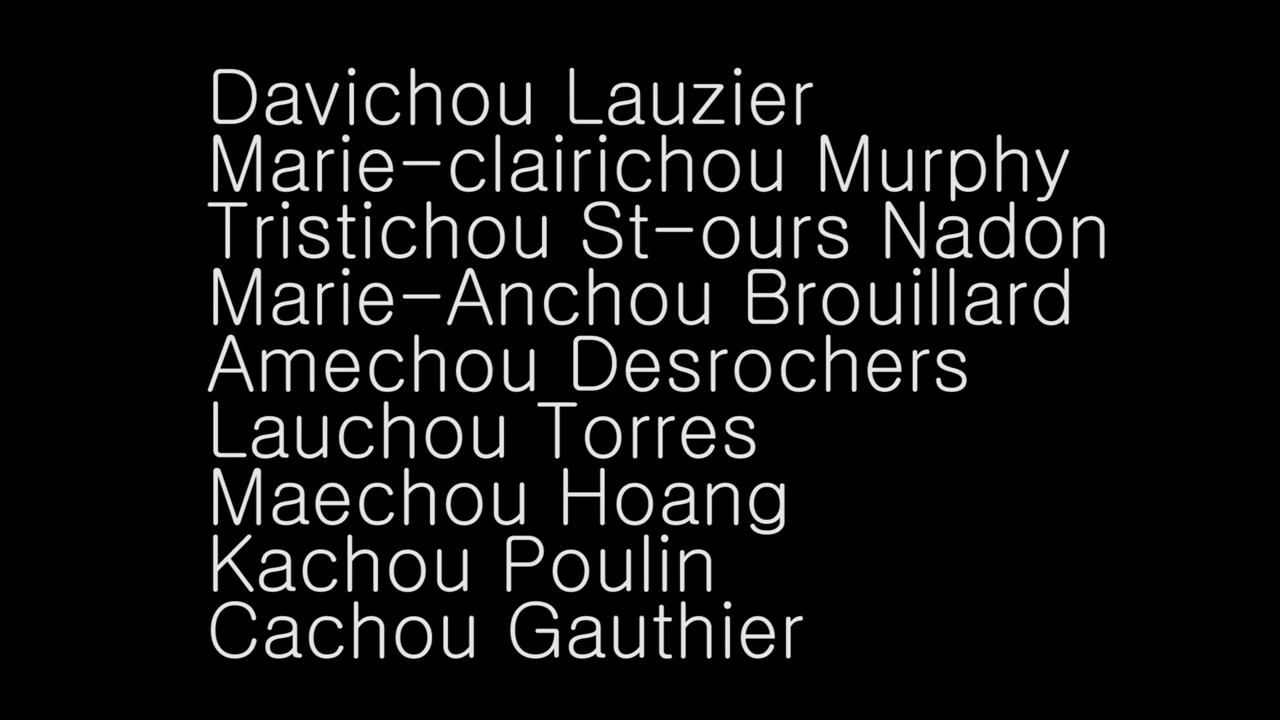 Davichou Lauzier
Marie-clairichou Murphy
Tristichou St-ours Nadon
Marie-Anchou Brouillard
Amechou Desrochers
Lauchou Torres
Maechou Hoang
Kachou Poulin
Cachou Gauthier